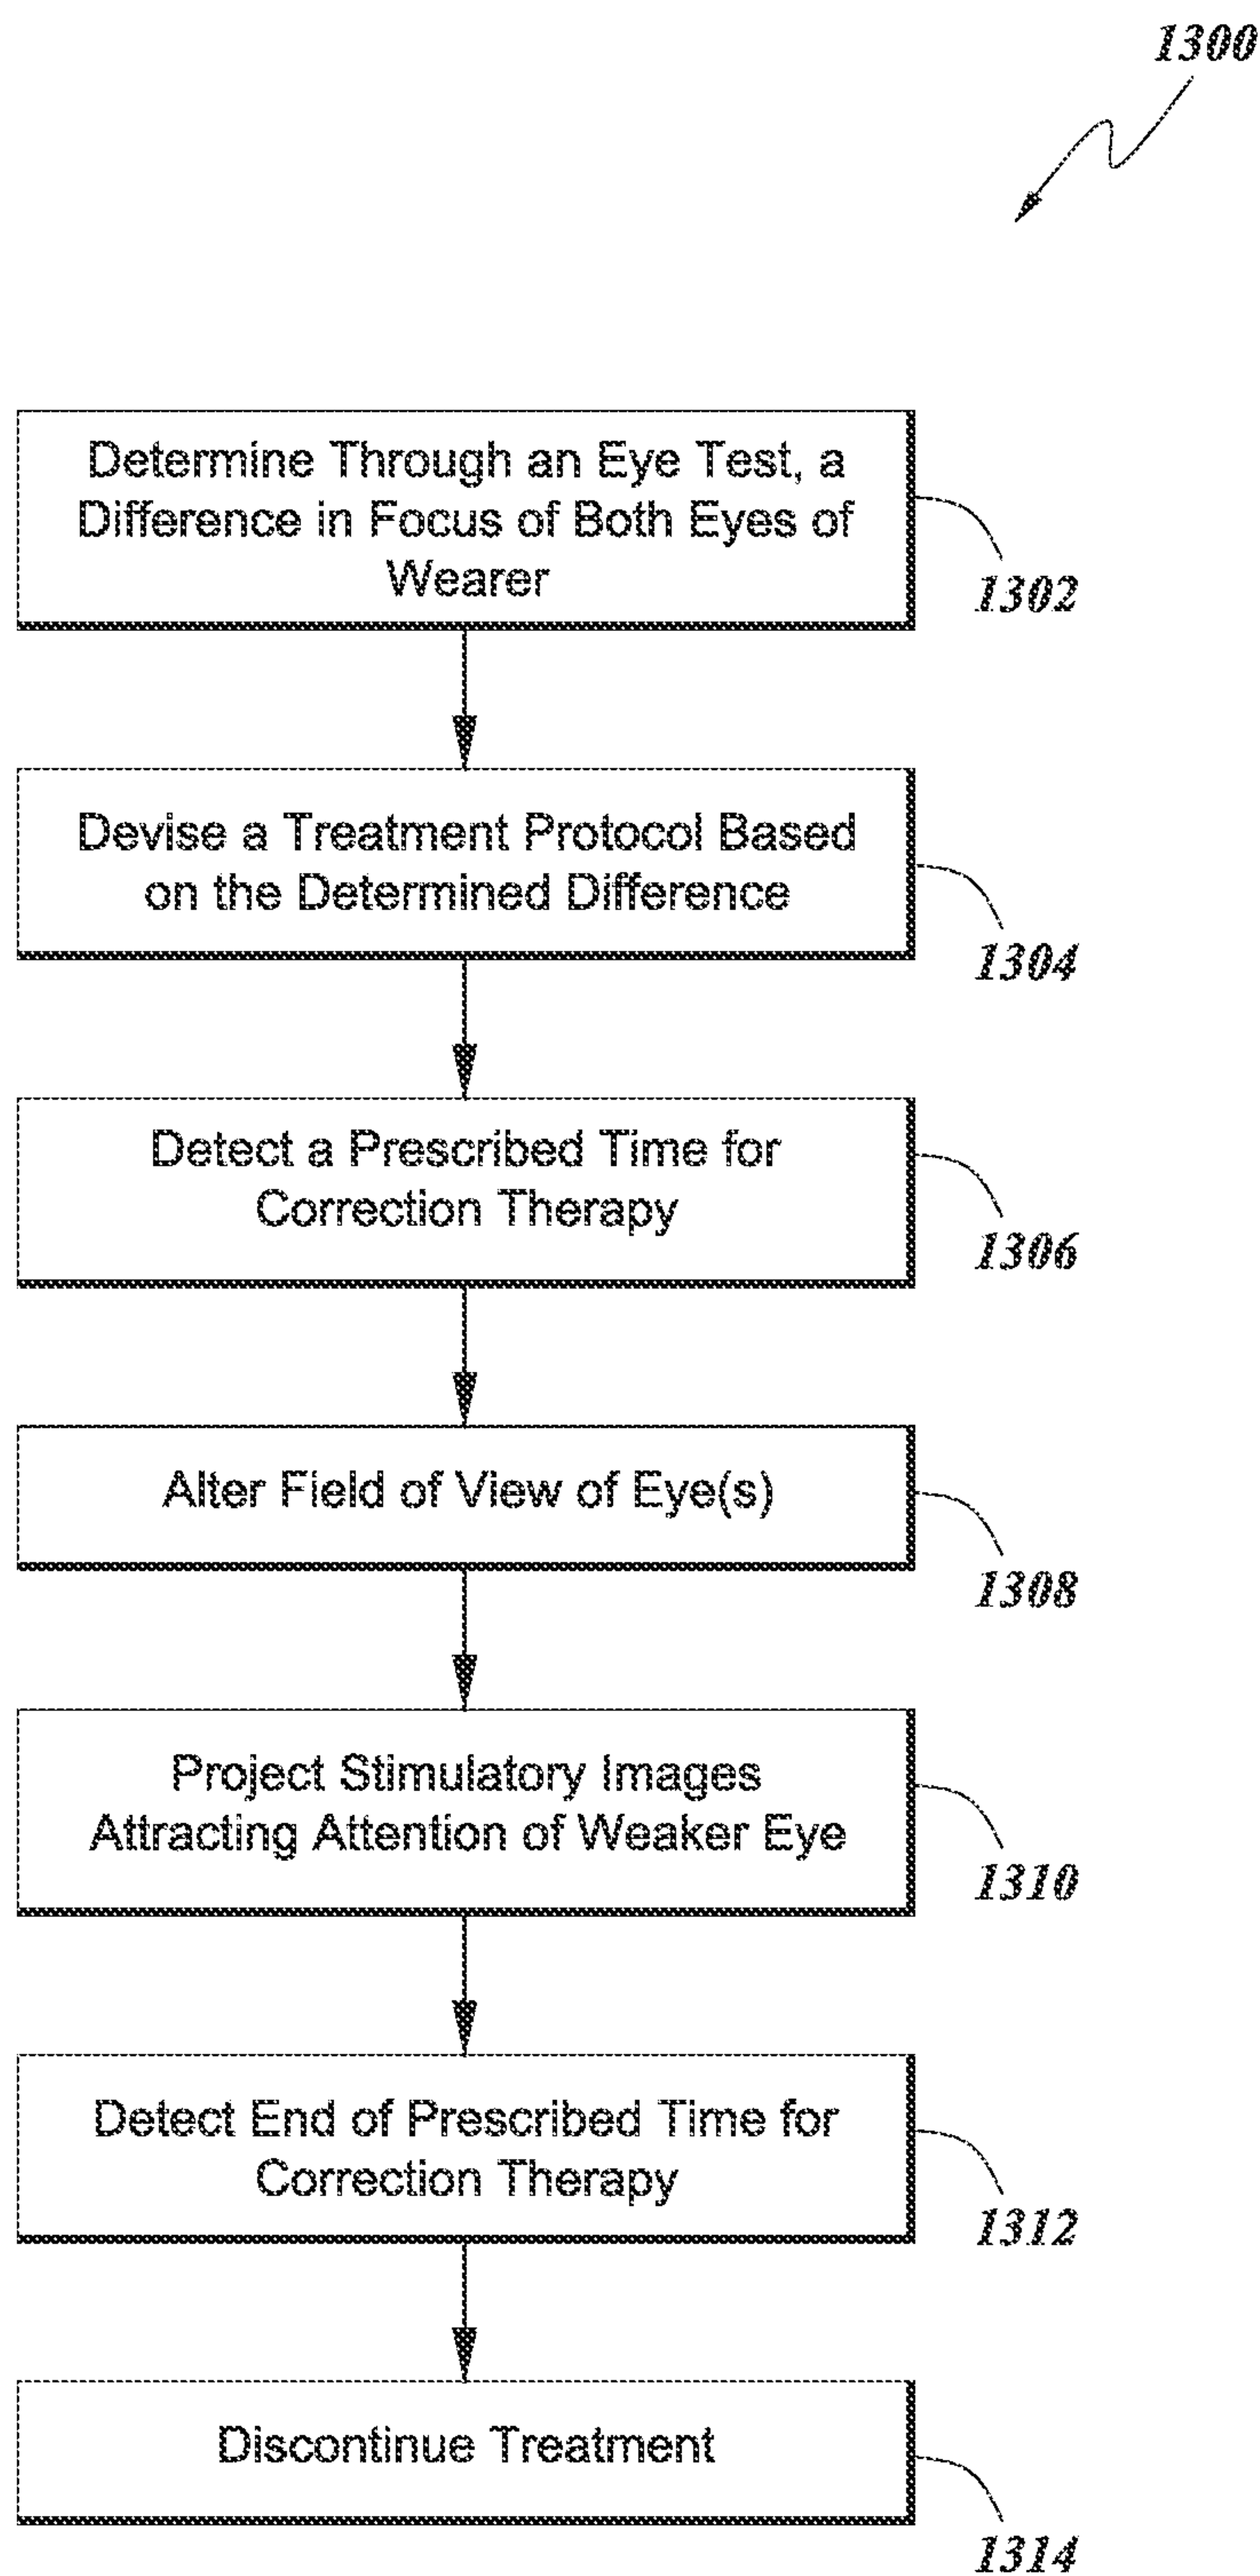 1300
Determine Through an Eye Test, a
Difference in Focus of Both Eyes of
Wearer
1302
Devise a Treatment Protocol Based
on the Determined Difference
1304
Detect a Prescribed Time for
Correction Therapy
1306
Alter Field of View of Eye(s)
1308
Project Stimulatory Images
Attracting Attention of Weaker Eye
1310
Detect End of Prescribed Time for
Correction Therapy
1312
Discontinue Treatment
1314